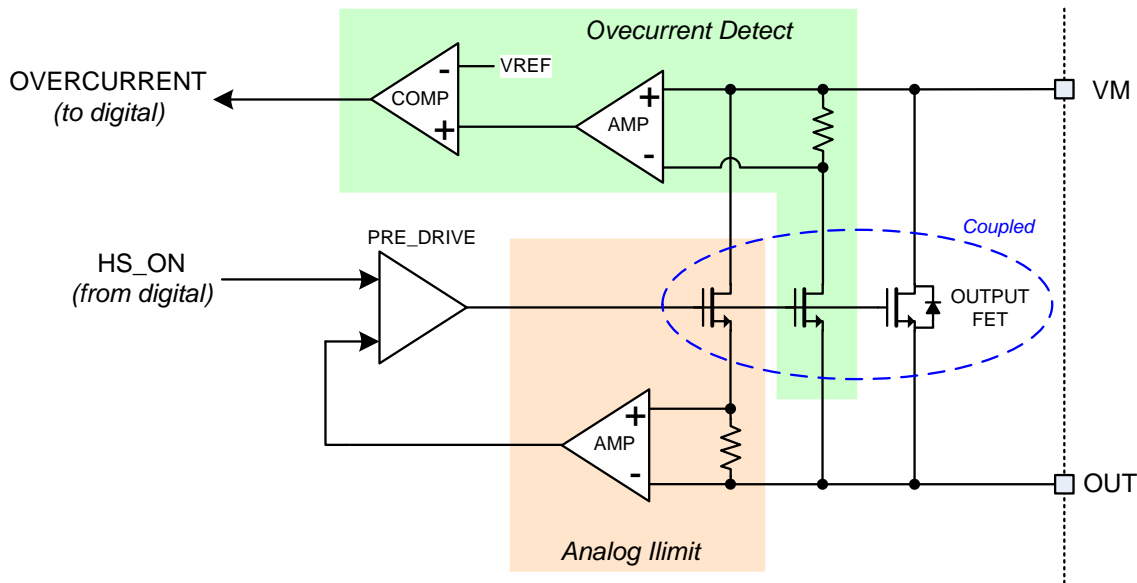 Ovecurrent Detect
OVERCURRENT
(to digital)
-
VREF
COMP
+
+
AMP
-
VM
Coupled
PRE_DRIVE
HS_ON
(from digital)
OUTPUT
FET
+
AMP
-
OUT
Analog Ilimit